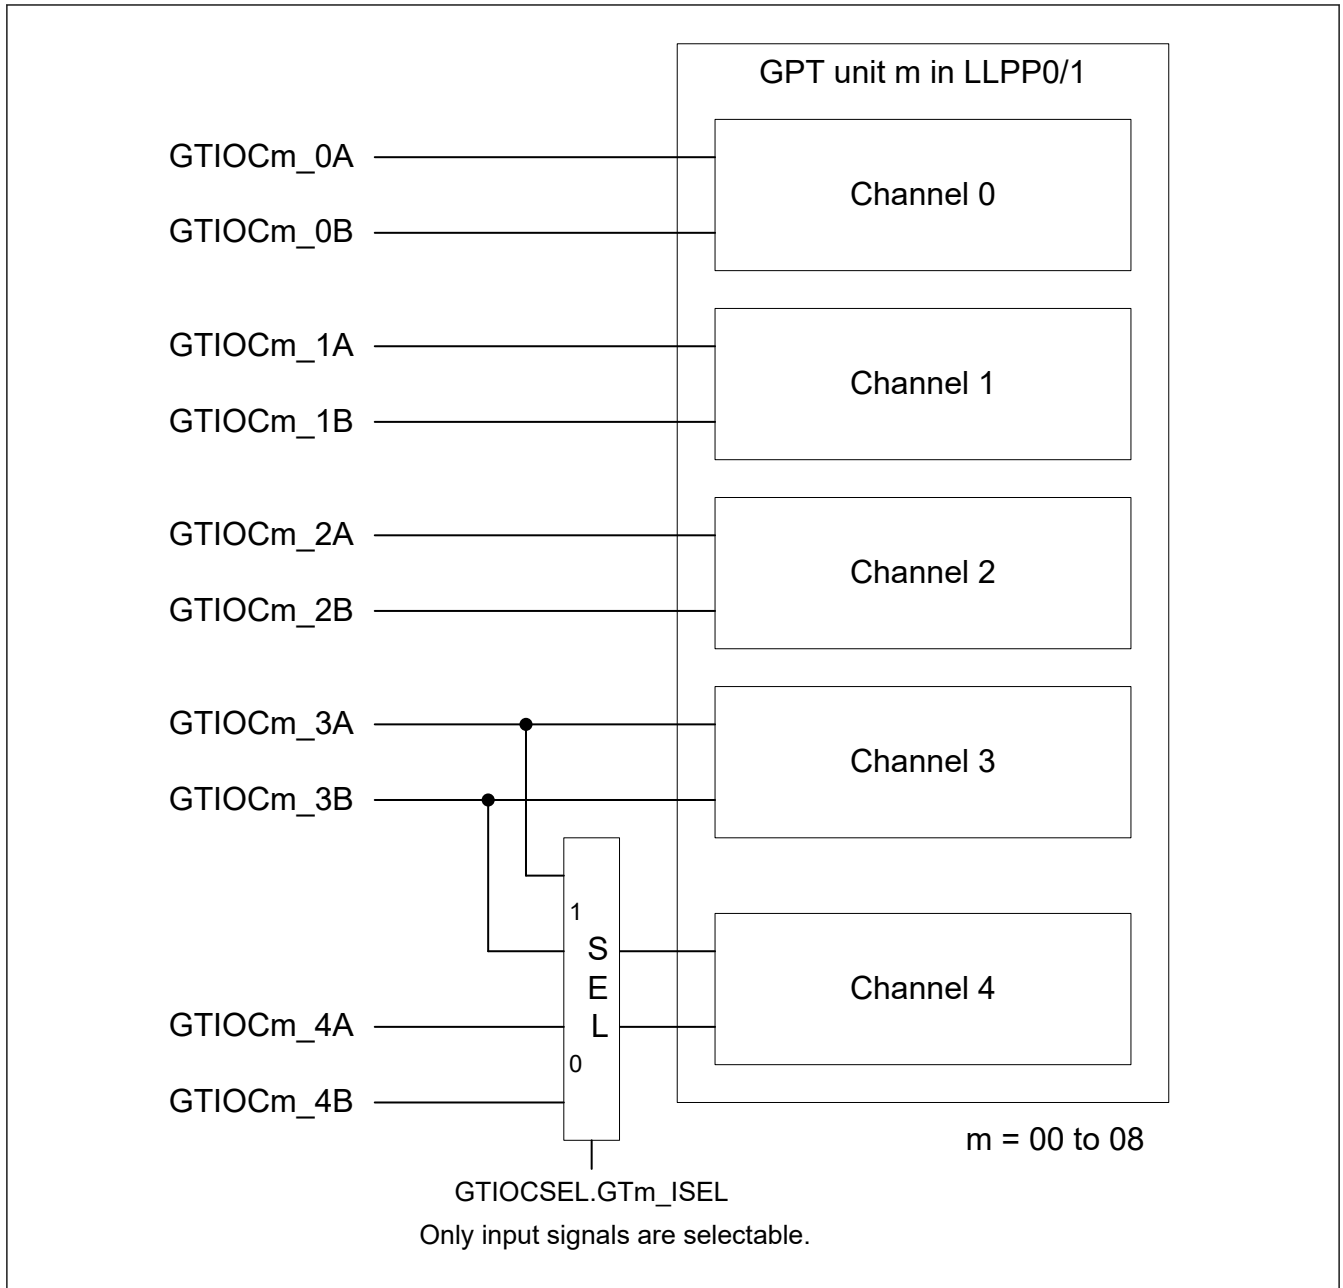 GPT unit m in LLPP0/1
GTIOCm_0A
Channel 0
GTIOCm_0B
GTIOCm_1A
Channel 1
GTIOCm_1B
GTIOCm_2A
Channel 2
GTIOCm_2B
GTIOCm_3A
Channel 3
GTIOCm_3B
1
S
E
L
0
Channel 4
GTIOCm_4A
GTIOCm_4B
m = 00 to 08
GTIOCSEL.GTm_ISEL
Only input signals are selectable.